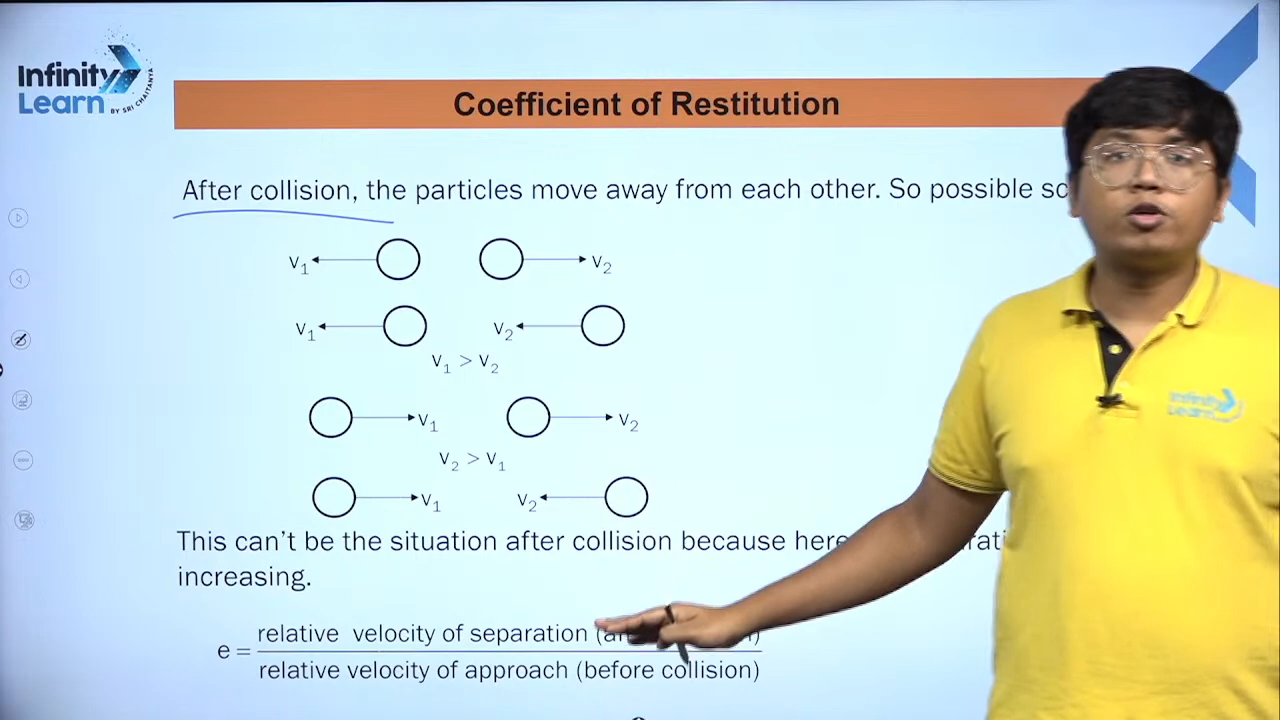 Infinity
Learn
BY SRI CHAITANYA
Coefficient of Restitution
After collision, the particles move away from each other. So possible
v₁ v₂
v₁ v₂
v₁ > v₂
v₁ v₂
v₂ > v₁
v₁ v₂
This can't be the situation after collision because here
increasing.
e = relative velocity of separation
relative velocity of approach (before collision)
Infinity
Learn